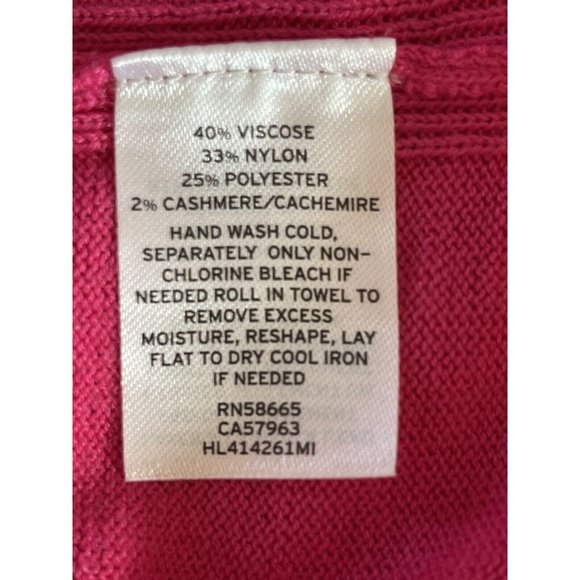 40% VISCOSE
33% NYLON
25% POLYESTER
2% CASHMERE/CACHEMIRE
HAND WASH COLD,
SEPARATELY ONLY NON-
CHLORINE BLEACH IF
NEEDED ROLL IN TOWEL TO
REMOVE EXCESS
MOISTURE, RESHAPE, LAY
FLAT TO DRY COOL IRON
IF NEEDED
RN58665
CA57963
HL414261MI